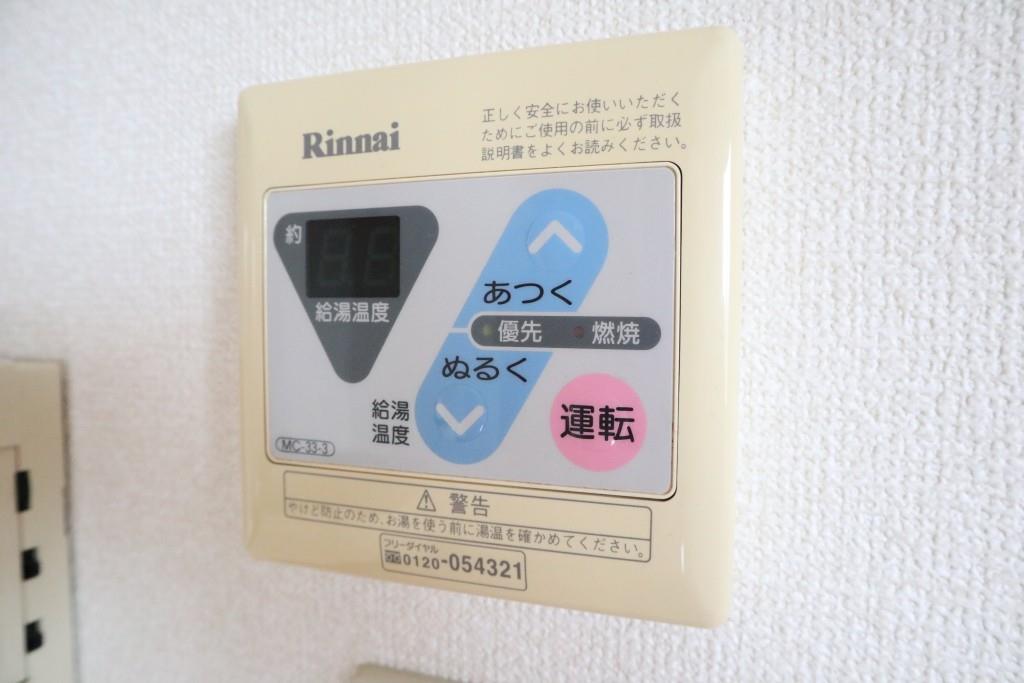 Rinnai
正しく安全にお使いいただく
ためにご使用の前に必ず取扱
説明書をよくお読みください。
約
給湯温度
あつく
優先 燃焼
ぬるく
給湯
温度
運転
MC-33-3
⚠ 警告
やけど防止のため、お湯を使う前に湯温を確かめてください。
フリーダイヤル
0120-054321